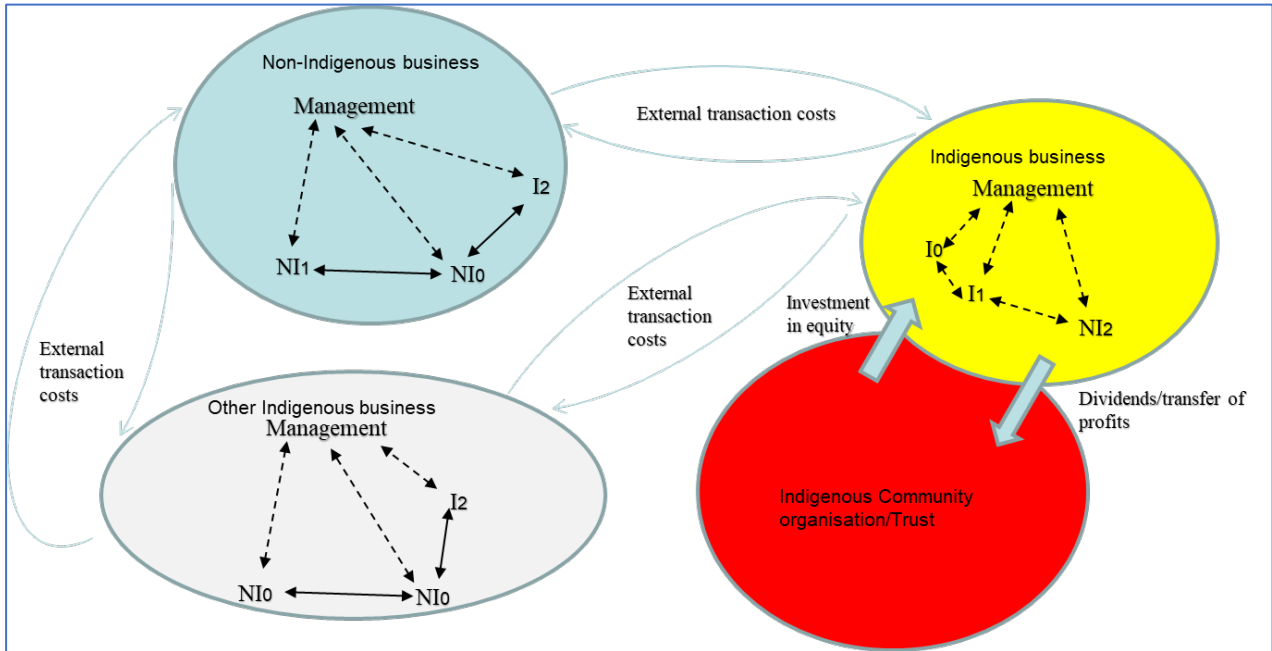 Non-Indigenous business
Management
I2
NI1
NI0
External transaction costs
Indigenous business
Management
I0
I1
NI2
External
transaction
costs
Investment
in equity
External
transaction
costs
Other Indigenous business
Management
I2
NI0
NI0
Dividends/transfer of
profits
Indigenous Community
organisation/Trust